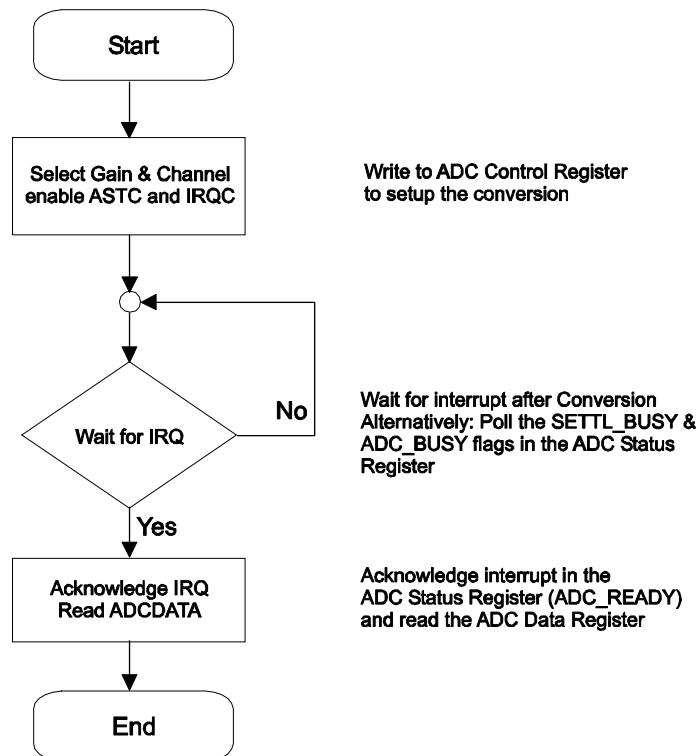 Start
Select Gain & Channel
enable ASTC and IRQC
Write to ADC Control Register
to setup the conversion
No
Wait for IRQ
Wait for interrupt after Conversion
Alternatively: Poll the SETTL_BUSY &
ADC_BUSY flags in the ADC Status
Register
Yes
Acknowledge IRQ
Read ADCDATA
Acknowledge interrupt in the
ADC Status Register (ADC_READY)
and read the ADC Data Register
End